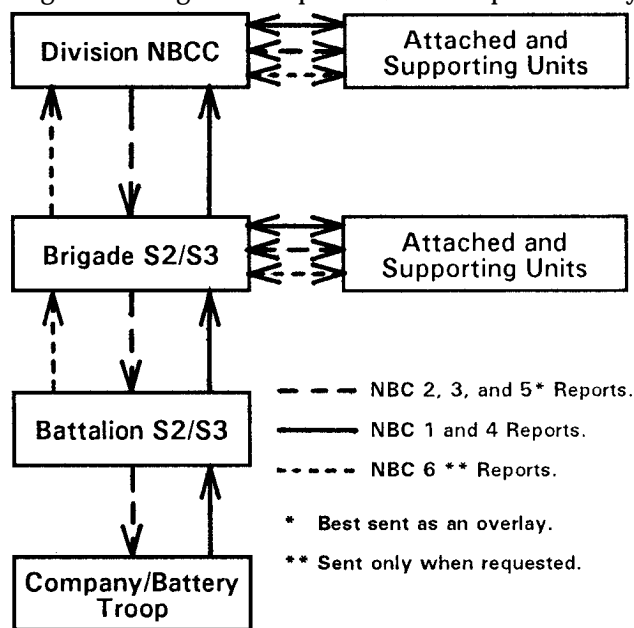 Division NBCC
Attached and
Supporting Units
Brigade S2/S3
Attached and
Supporting Units
Battalion S2/S3
NBC 2, 3, and 5* Reports.
NBC 1 and 4 Reports.
NBC 6 ** Reports.
* Best sent as an overlay.
** Sent only when requested.
Company/Battery
Troop